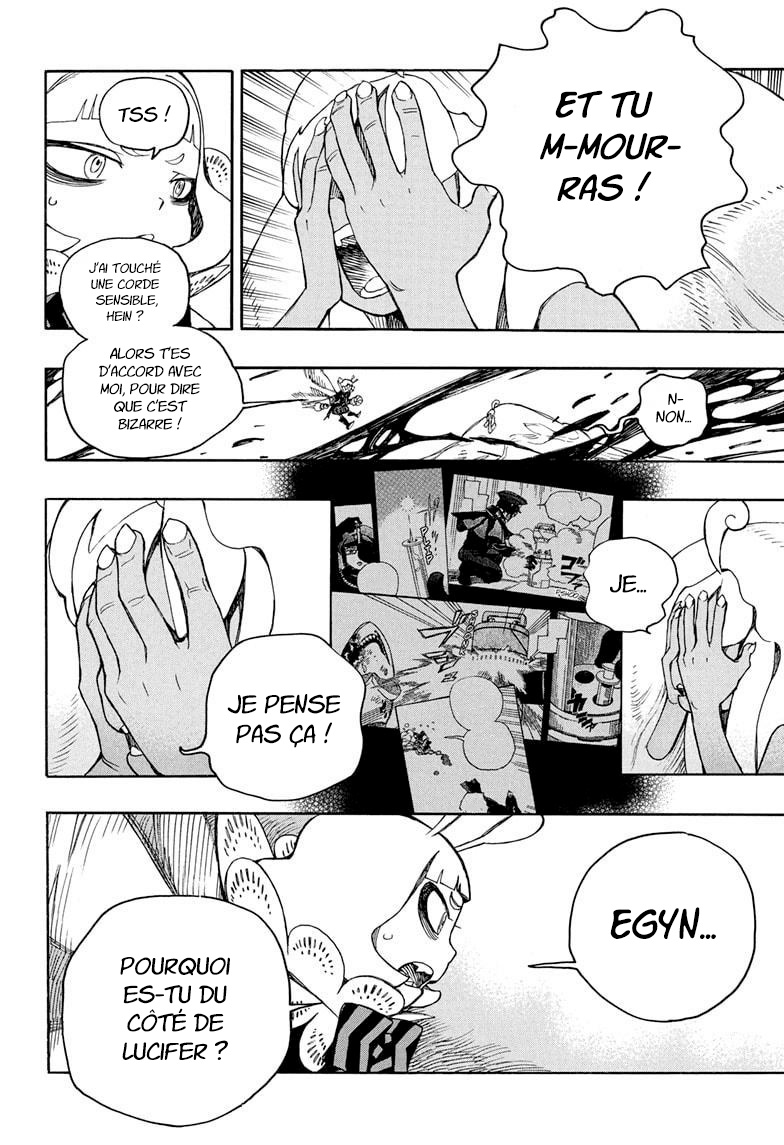 ET TU
M-MOUR-
RAS !
TSS !
J'AI TOUCHÉ
UNE CORDE
SENSIBLE,
HEIN ?
ALORS T'ES
D'ACCORD AVEC
MOI, POUR DIRE
QUE C'EST
BIZARRE !
N-
NON...
JE...
JE PENSE
PAS ÇA !
EGYN...
POURQUOI
ES-TU DU
CÔTÉ DE
LUCIFER ?